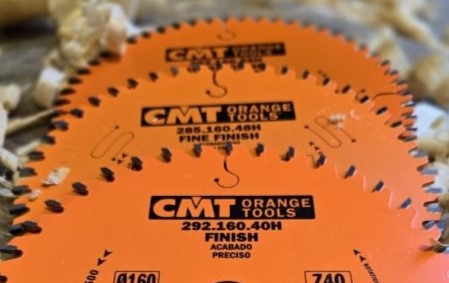 CMT ORANGE TOOLS
CMT ORANGE TOOLS
285.160.48H
FINE FINISH
CMT ORANGE TOOLS
292.160.40H
FINISH
ACABADO
PRECISO
Ø160
740